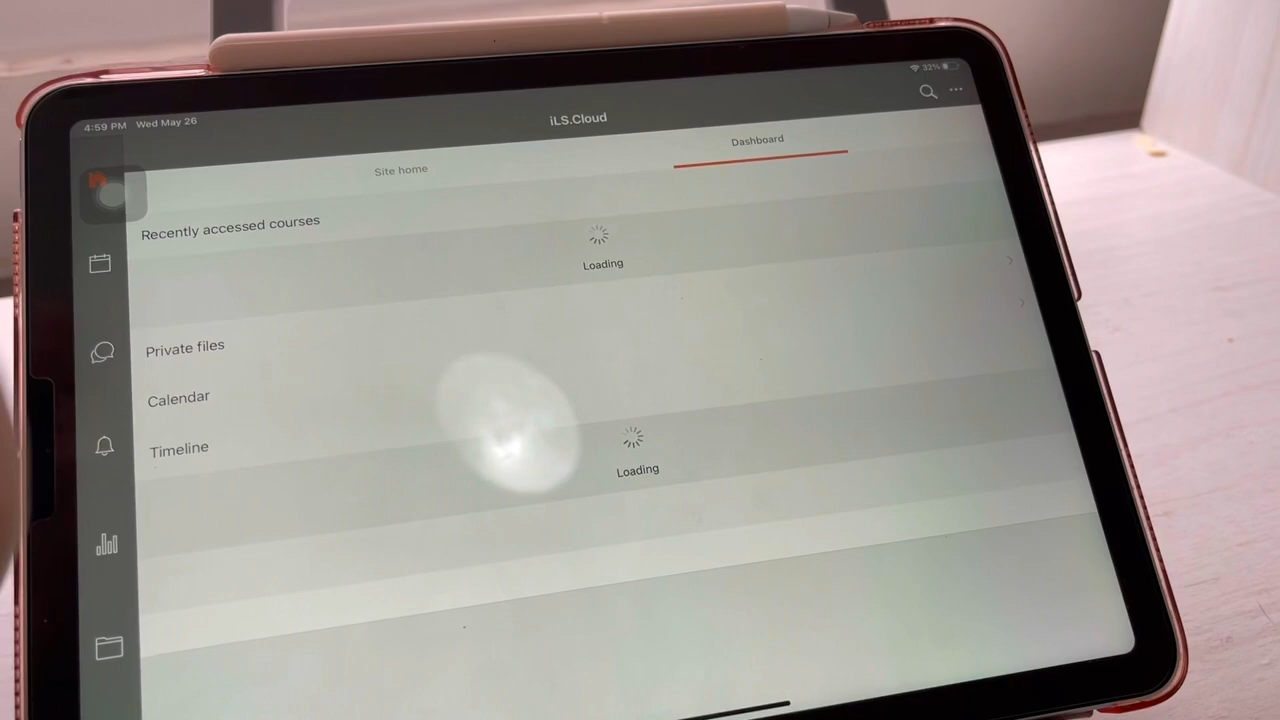 4:59 PM Wed May 26
32%
iLS.Cloud
Site home
Dashboard
Recently accessed courses
Loading
Private files
Calendar
Timeline
Loading